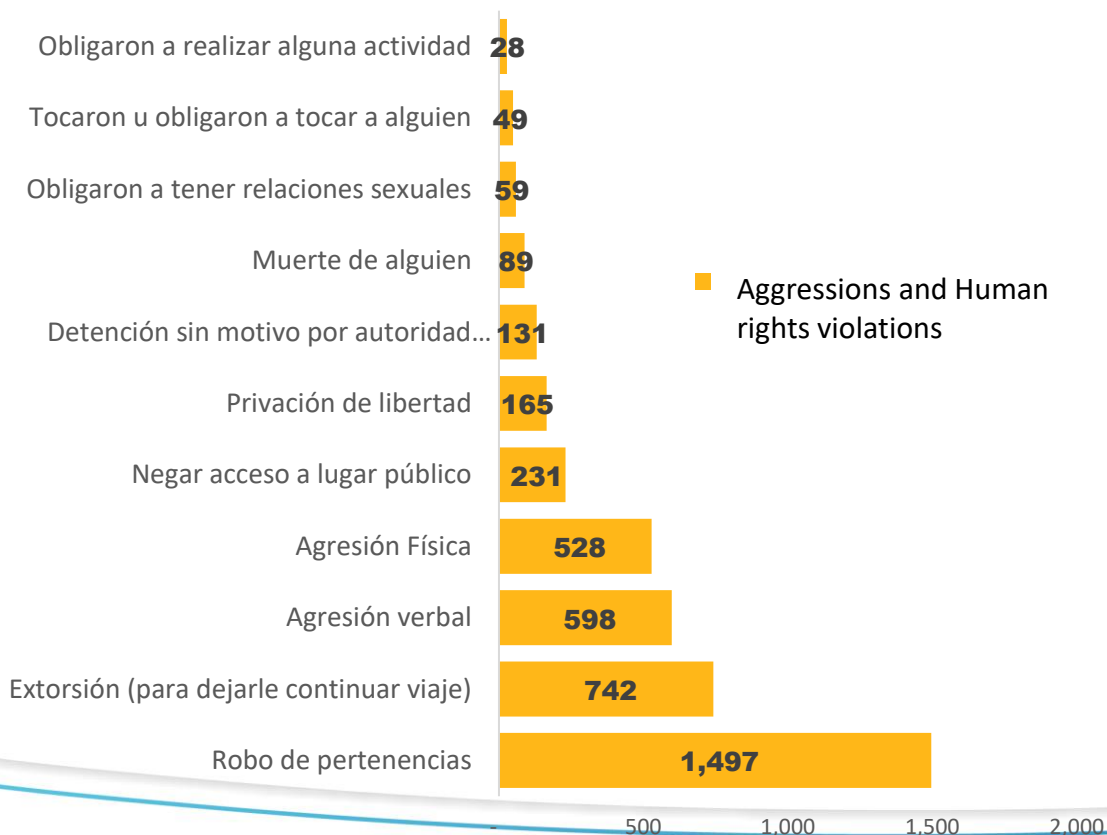 Obligaron a realizar alguna actividad 28
Tocaron u obligaron a tocar a alguien 49
Obligaron a tener relaciones sexuales 59
Muerte de alguien 89
Detención sin motivo por autoridad… 131
Privación de libertad 165
Negar acceso a lugar público 231
Agresión Física 528
Agresión verbal 598
Extorsión (para dejarle continuar viaje) 742
Robo de pertenencias 1,497
Aggressions and Human
rights violations
- 500 1,000 1,500 2,000